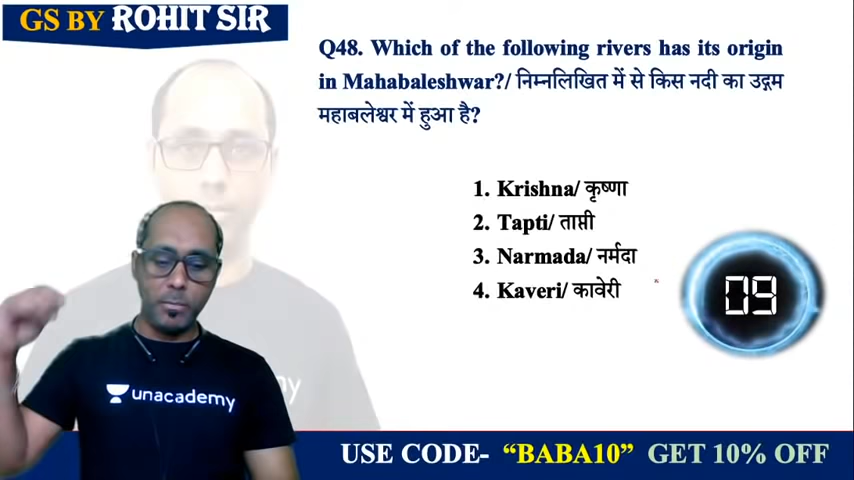 GS BY ROHIT SIR
Q48. Which of the following rivers has its origin
in Mahabaleshwar?/ निम्नलिखित में से किस नदी का उद्गम
महाबलेश्वर में हुआ है?
1. Krishna/ कृष्णा
2. Tapti/ ताप्ती
3. Narmada/ नर्मदा
4. Kaveri/ कावेरी
09
unacademy
my
USE CODE- “BABA10” GET 10% OFF